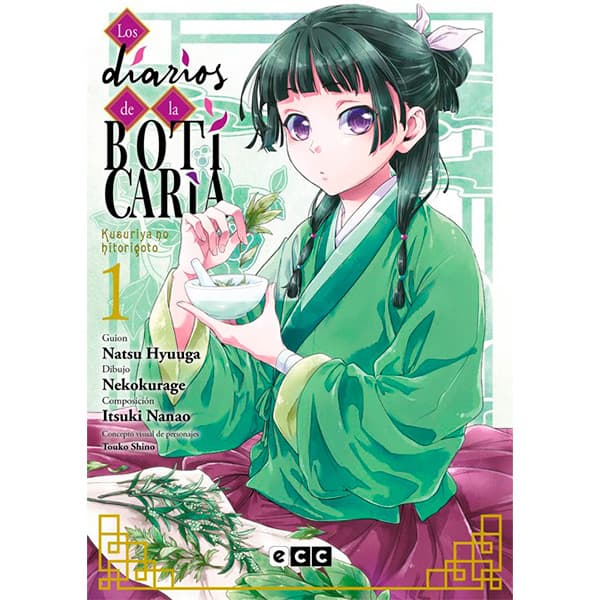 Los
diarios
de la
BOTI
CARIA
Kusuriya no
hitorigoto
1
Guion
Natsu Hyuuga
Dibujo
Nekokurage
Composición
Itsuki Nanao
Concepto visual de personajes
Touko Shino
ecc